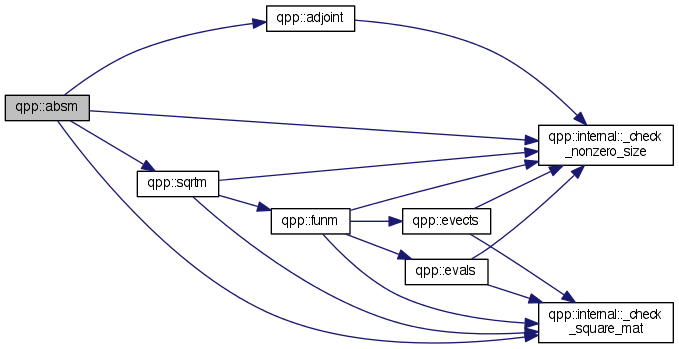 qpp::adjoint
qpp::absm
qpp::internal::_check
_nonzero_size
qpp::sqrtm
qpp::funm
qpp::evects
qpp::evals
qpp::internal::_check
_square_mat